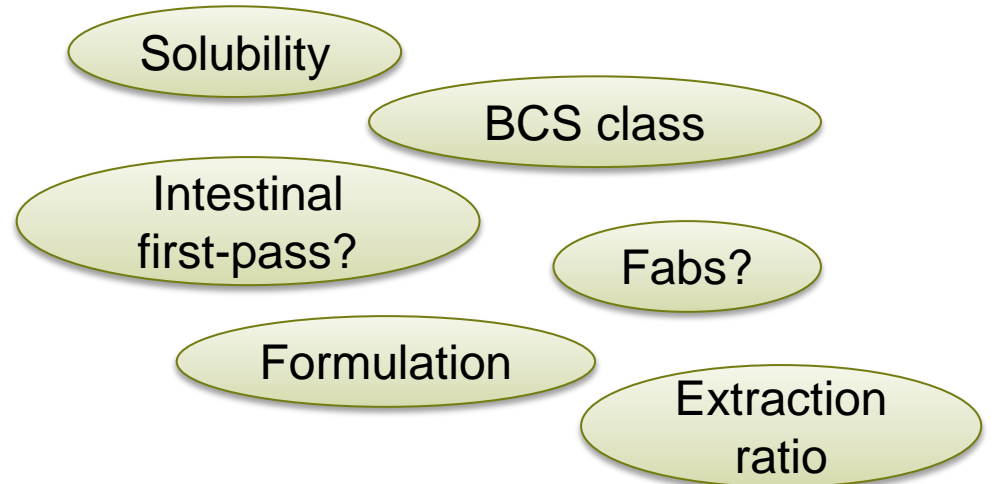 Solubility
BCS class
Intestinal
first-pass?
Fabs?
Formulation
Extraction
ratio